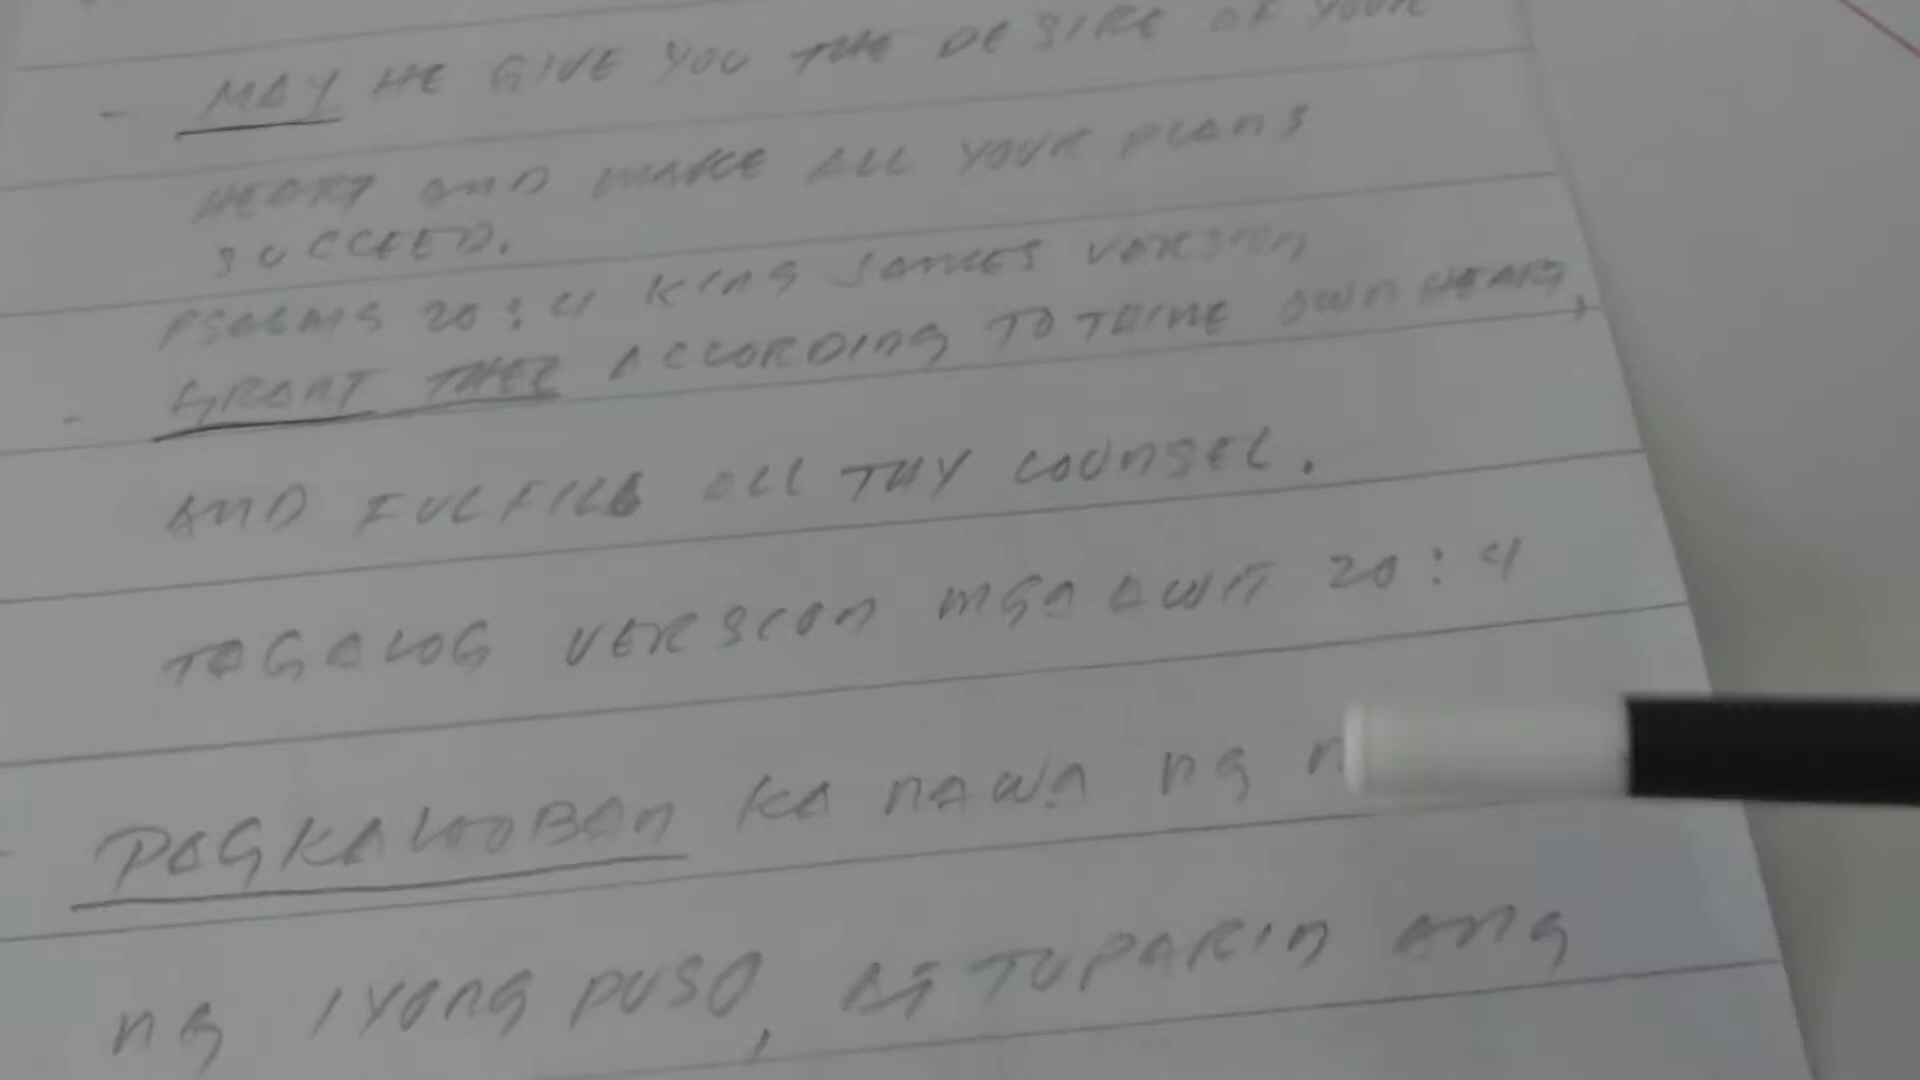 - MAY HE GIVE YOU THE DESIRE OF YOUR
HEART AND MAKE ALL YOUR PLANS
SUCCEED.
PSALMS 20:4 KING JAMES VERSION
- GRANT THEE ACCORDING TO THINE OWN HEART,
AND FULFILL ALL THY COUNSEL.
TAGALOG VERSION MGA AWIT 20:4
- PAGKALOOBAN KA NAWA NG
NG IYONG PUSO, AT TUPARIN ANG